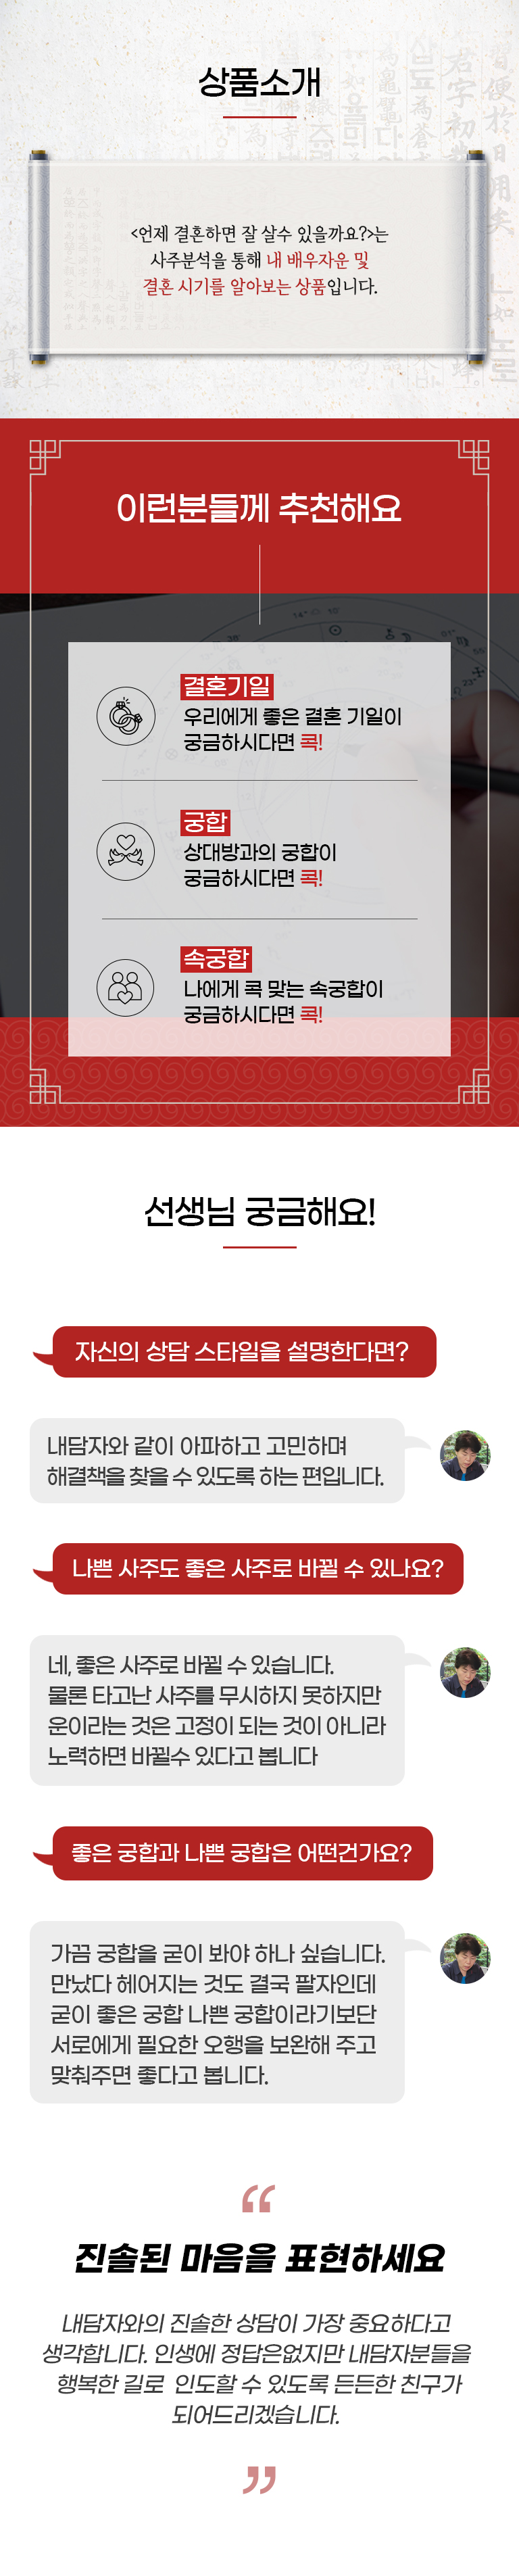 상품소개
<언제 결혼하면 잘 살수 있을까요?>는
사주분석을 통해 내 배우자운 및
결혼 시기를 알아보는 상품입니다.
이런분들께 추천해요
결혼기일
우리에게 좋은 결혼 기일이
궁금하시다면 콕!
궁합
상대방과의 궁합이
궁금하시다면 콕!
속궁합
나에게 콕 맞는 속궁합이
궁금하시다면 콕!
선생님 궁금해요!
자신의 상담 스타일을 설명한다면?
내담자와 같이 아파하고 고민하며
해결책을 찾을 수 있도록 하는 편입니다.
나쁜 사주도 좋은 사주로 바뀔 수 있나요?
네, 좋은 사주로 바뀔 수 있습니다.
물론 타고난 사주를 무시하지 못하지만
운이라는 것은 고정이 되는 것이 아니라
노력하면 바뀔수 있다고 봅니다
좋은 궁합과 나쁜 궁합은 어떤건가요?
가끔 궁합을 굳이 봐야 하나 싶습니다.
만났다 헤어지는 것도 결국 팔자인데
굳이 좋은 궁합 나쁜 궁합이라기보단
서로에게 필요한 오행을 보완해 주고
맞춰주면 좋다고 봅니다.
“
진솔된 마음을 표현하세요
내담자와의 진솔한 상담이 가장 중요하다고
생각합니다. 인생에 정답은없지만 내담자분들을
행복한 길로 인도할 수 있도록 든든한 친구가
되어드리겠습니다.
”